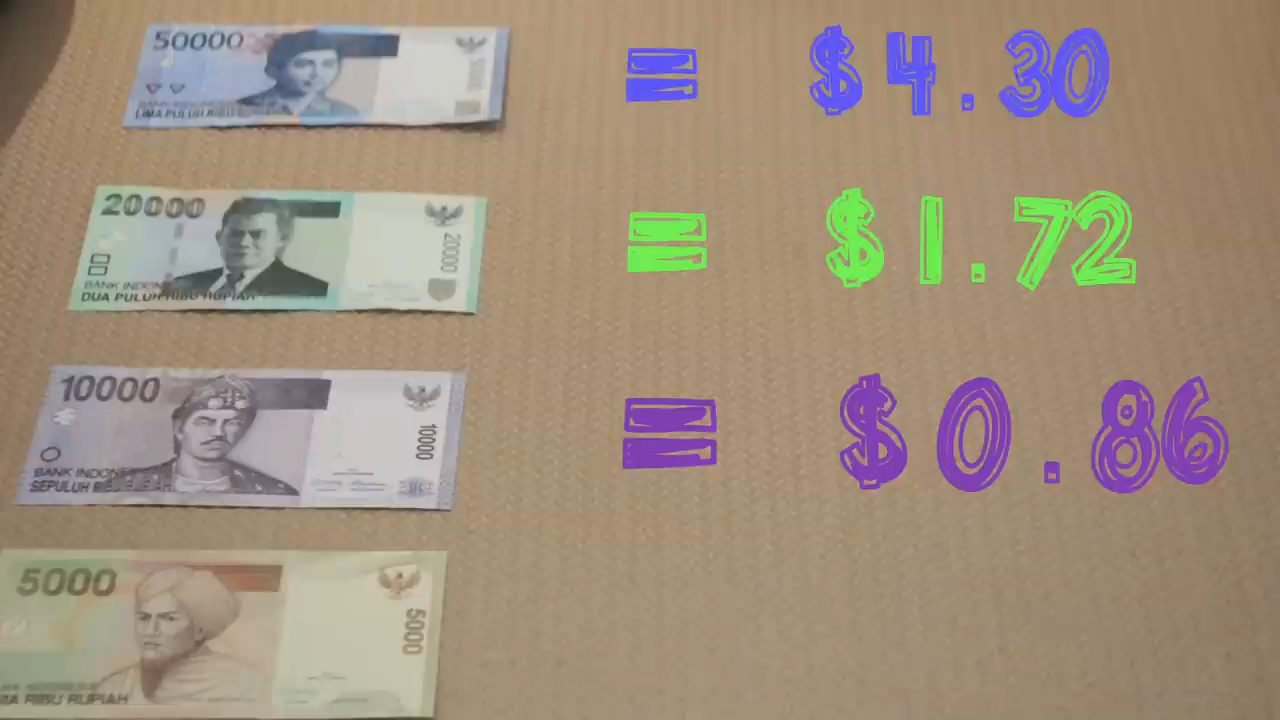 50000
BANK INDONESIA
LIMA PULUH RIBU RUPIAH
= $4.30
20000
20000
BANK INDONESIA
DUA PULUH RIBU RUPIAH
= $1.72
10000
10000
BANK INDONESIA
SEPULUH RIBU RUPIAH
= $0.86
5000
5000
RIBU RUPIAH